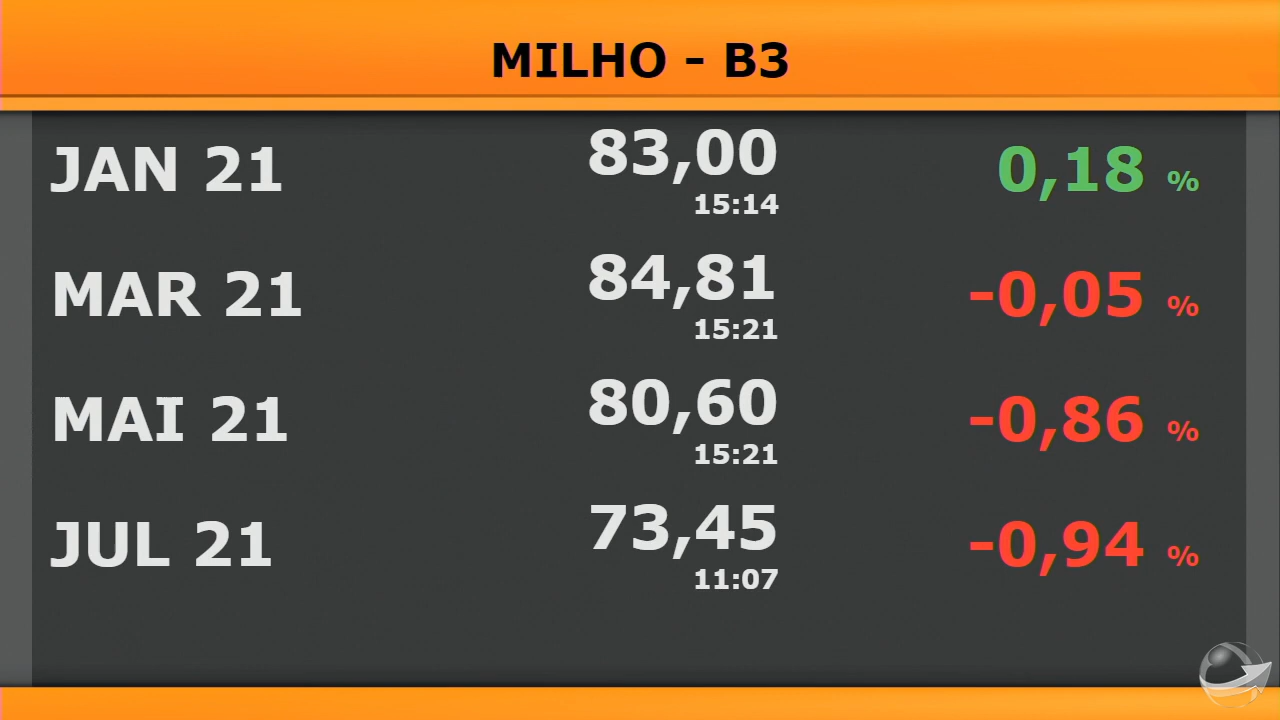 MILHO - B3
JAN 21 83,00 0,18 %
15:14
MAR 21 84,81 -0,05 %
15:21
MAI 21 80,60 -0,86 %
15:21
JUL 21 73,45 -0,94 %
11:07